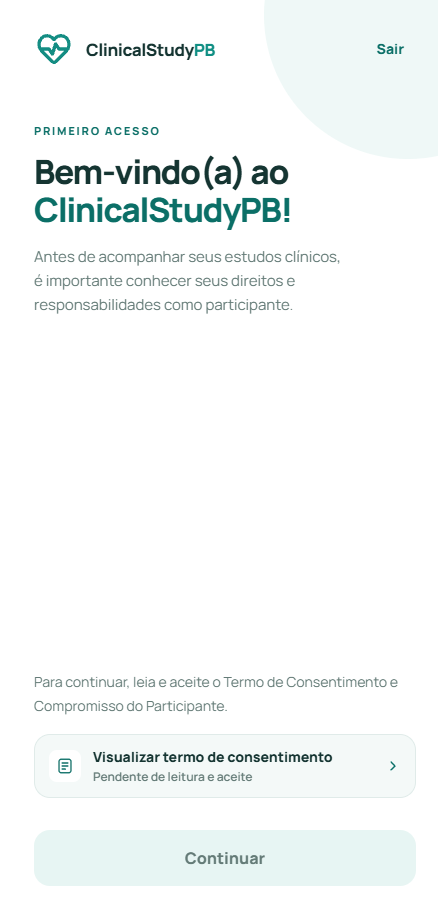 ClinicalStudyPB
Sair
PRIMEIRO ACESSO
Bem-vindo(a) ao
ClinicalStudyPB!
Antes de acompanhar seus estudos clínicos,
é importante conhecer seus direitos e
responsabilidades como participante.
Para continuar, leia e aceite o Termo de Consentimento e
Compromisso do Participante.
Visualizar termo de consentimento
Pendente de leitura e aceite
Continuar